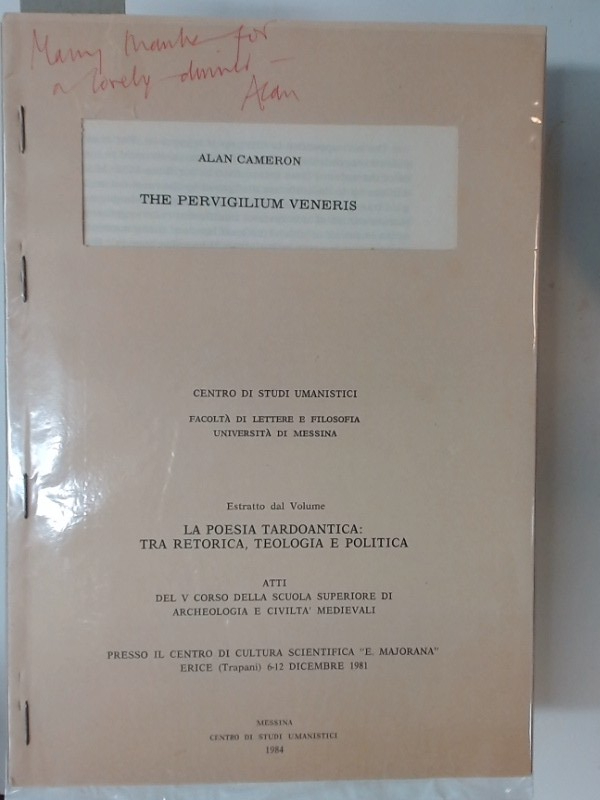 Many thanks for
a lovely dinner –
Alan
ALAN CAMERON
THE PERVIGILIUM VENERIS
CENTRO DI STUDI UMANISTICI
FACOLTÀ DI LETTERE E FILOSOFIA
UNIVERSITÀ DI MESSINA
Estratto dal Volume
LA POESIA TARDOANTICA:
TRA RETORICA, TEOLOGIA E POLITICA
ATTI
DEL V CORSO DELLA SCUOLA SUPERIORE DI
ARCHEOLOGIA E CIVILTA' MEDIEVALI
PRESSO IL CENTRO DI CULTURA SCIENTIFICA "E. MAJORANA"
ERICE (Trapani) 6-12 DICEMBRE 1981
MESSINA
CENTRO DI STUDI UMANISTICI
1984